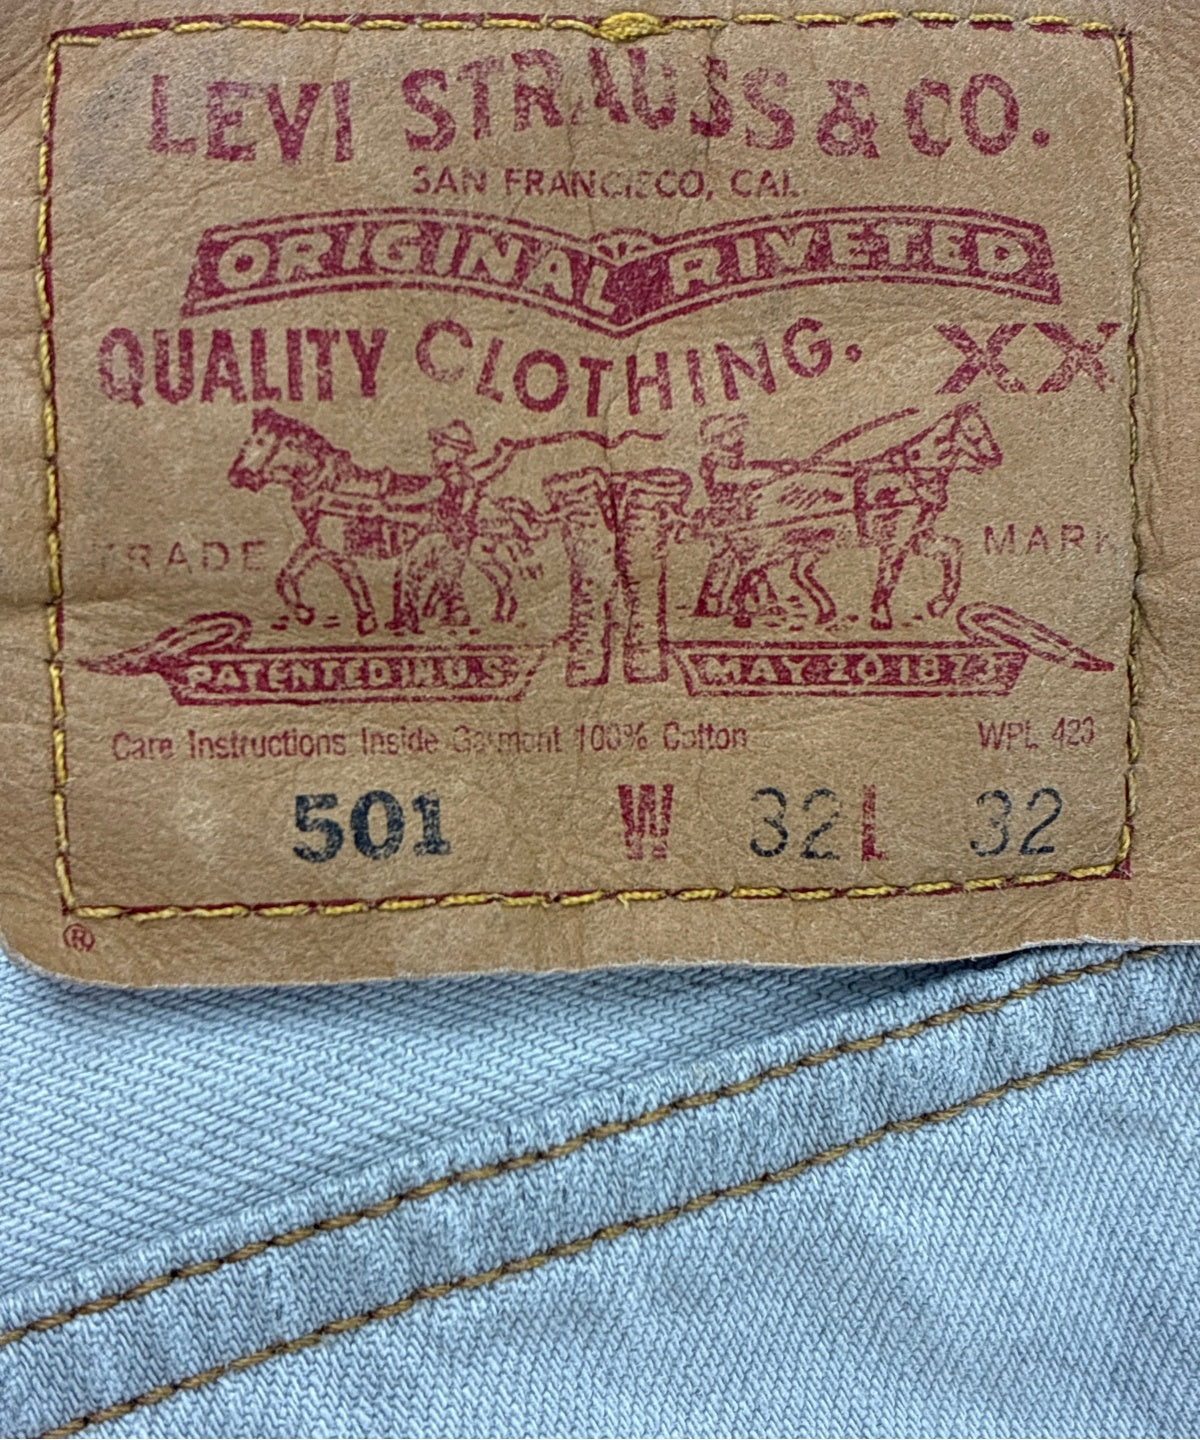 LEVI STRAUSS & CO.
SAN FRANCISCO, CAL.
ORIGINAL RIVETED
QUALITY CLOTHING. XX
TRADE MARK
PATENTED IN U.S. MAY 20 1873
Care Instructions Inside Garment 100% Cotton WPL 423
501 W 32 L 32
®